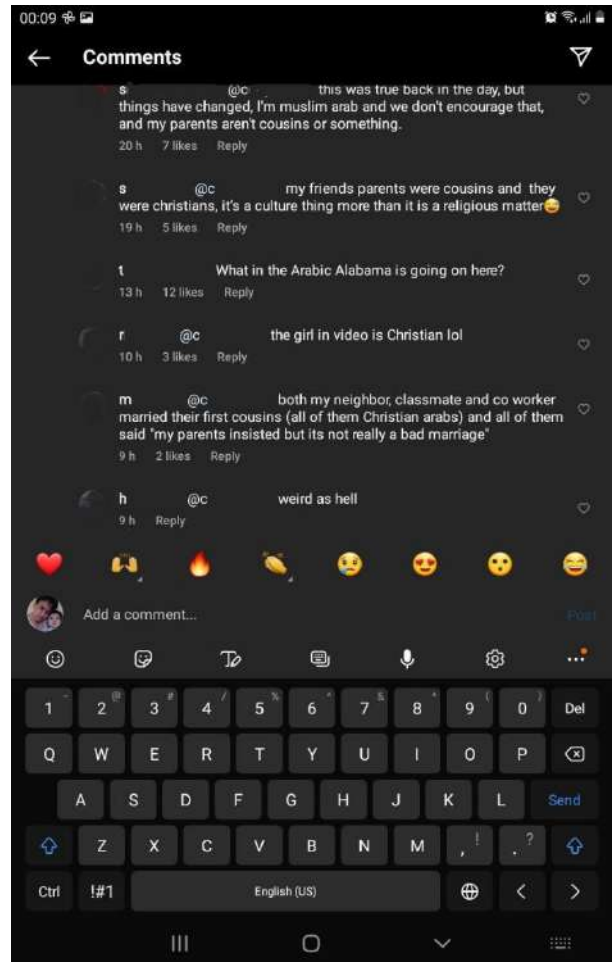 00:09
Comments
s @c this was true back in the day, but
things have changed, I'm muslim arab and we don't encourage that,
and my parents aren't cousins or something.
20 h 7 likes Reply
s @c my friends parents were cousins and they
were christians, it's a culture thing more than it is a religious matter😅
19 h 5 likes Reply
t What in the Arabic Alabama is going on here?
13 h 12 likes Reply
r @c the girl in video is Christian lol
10 h 3 likes Reply
m @c both my neighbor, classmate and co worker
married their first cousins (all of them Christian arabs) and all of them
said "my parents insisted but its not really a bad marriage"
9 h 2 likes Reply
h @c weird as hell
9 h Reply
Add a comment... Post
1 2 3 4 5 6 7 8 9 0 Del
Q W E R T Y U I O P
A S D F G H J K L Send
Z X C V B N M , ! . ?
Ctrl !#1 English (US) < >